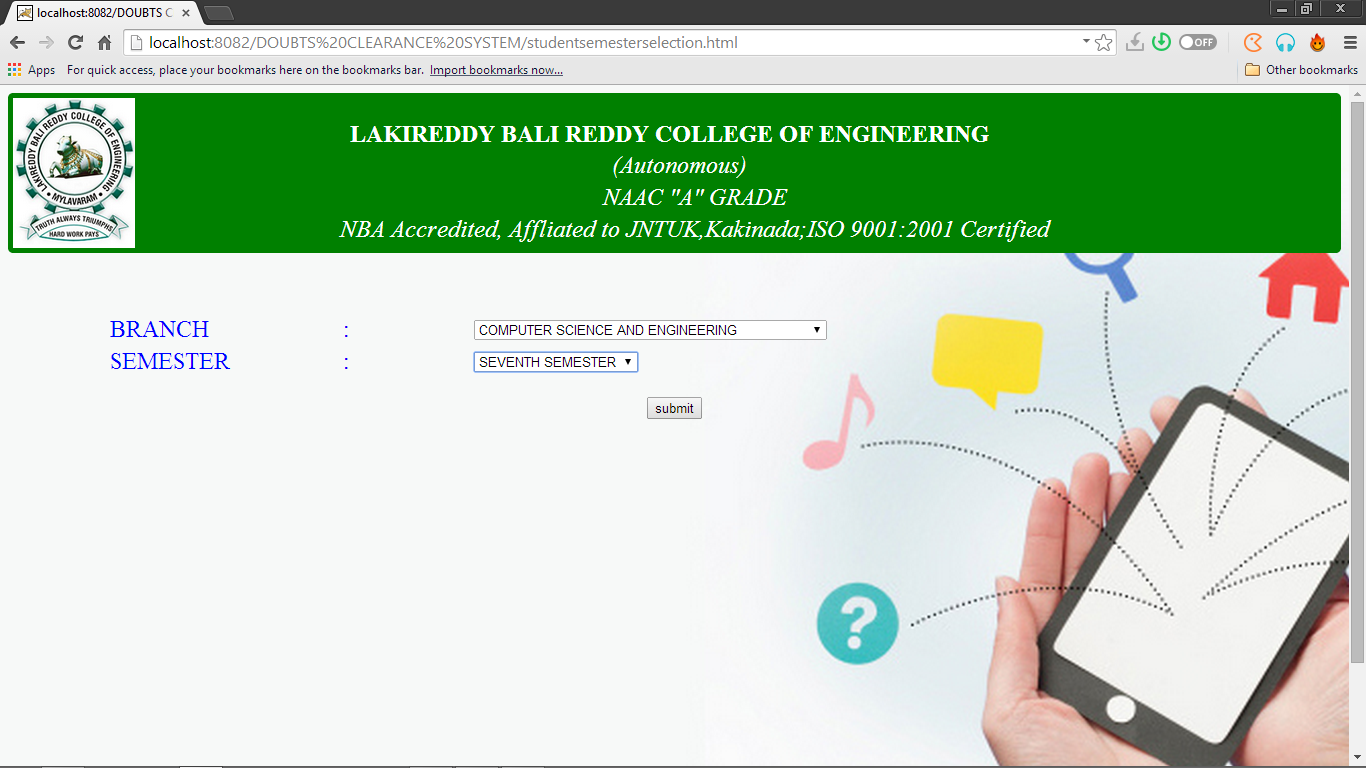 localhost:8082/DOUBTS C
localhost:8082/DOUBTS%20CLEARANCE%20SYSTEM/studentsemesterselection.html
OFF
Apps For quick access, place your bookmarks here on the bookmarks bar. Import bookmarks now... Other bookmarks
LAKIREDDY BALI REDDY COLLEGE OF ENGINEERING
• MYLAVARAM •
TRUTH ALWAYS TRIUMPHS
HARD WORK PAYS
LAKIREDDY BALI REDDY COLLEGE OF ENGINEERING
(Autonomous)
NAAC "A" GRADE
NBA Accredited, Affliated to JNTUK,Kakinada;ISO 9001:2001 Certified
BRANCH : COMPUTER SCIENCE AND ENGINEERING
SEMESTER : SEVENTH SEMESTER
submit
?